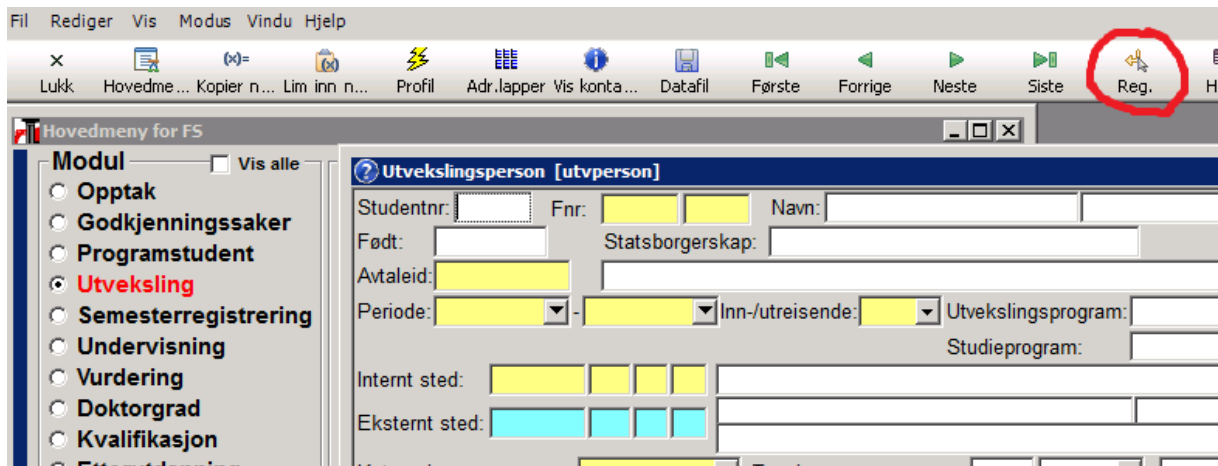 Fil Rediger Vis Modus Vindu Hjelp
Lukk Hovedme... Kopier n... Lim inn n... Profil Adr.lapper Vis konta... Datafil Første Forrige Neste Siste Reg. H
Hovedmeny for FS
Modul Vis alle
Opptak
Godkjenningssaker
Programstudent
Utveksling
Semesterregistrering
Undervisning
Vurdering
Doktorgrad
Kvalifikasjon
Utvekslingsperson [utvperson]
Studentnr: Fnr: Navn:
Født: Statsborgerskap:
Avtaleid:
Periode: - Inn-/utreisende: Utvekslingsprogram:
Studieprogram:
Internt sted:
Eksternt sted: